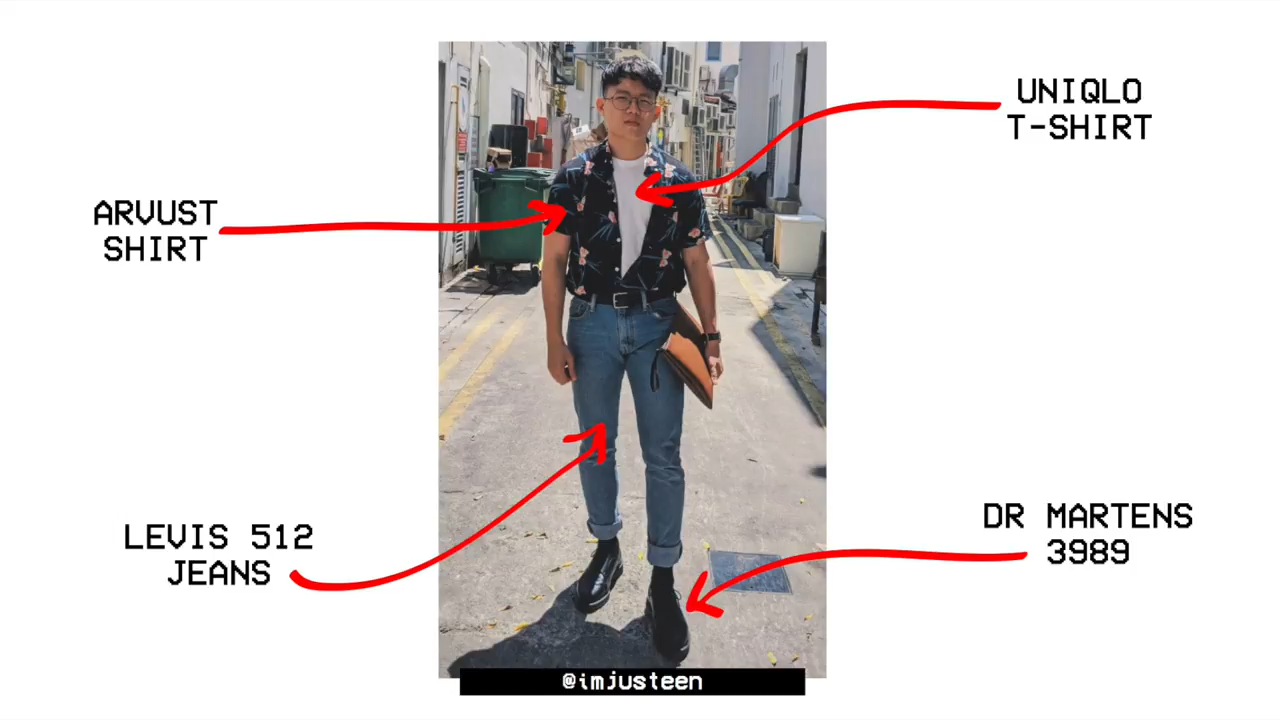 UNIQLO
T-SHIRT
ARVUST
SHIRT
LEVIS 512
JEANS
DR MARTENS
3989
@imjusteen